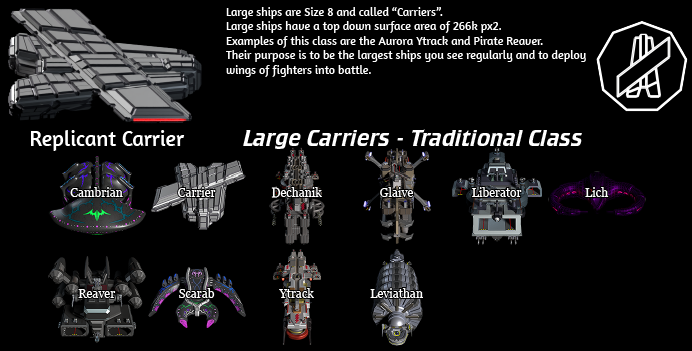 Large ships are Size 8 and called “Carriers”.
Large ships have a top down surface area of 266k px2.
Examples of this class are the Aurora Ytrack and Pirate Reaver.
Their purpose is to be the largest ships you see regularly and to deploy
wings of fighters into battle.
Replicant Carrier
Large Carriers - Traditional Class
Cambrian
Carrier
Dechanik
Glaive
Liberator
Lich
Reaver
Scarab
Ytrack
Leviathan